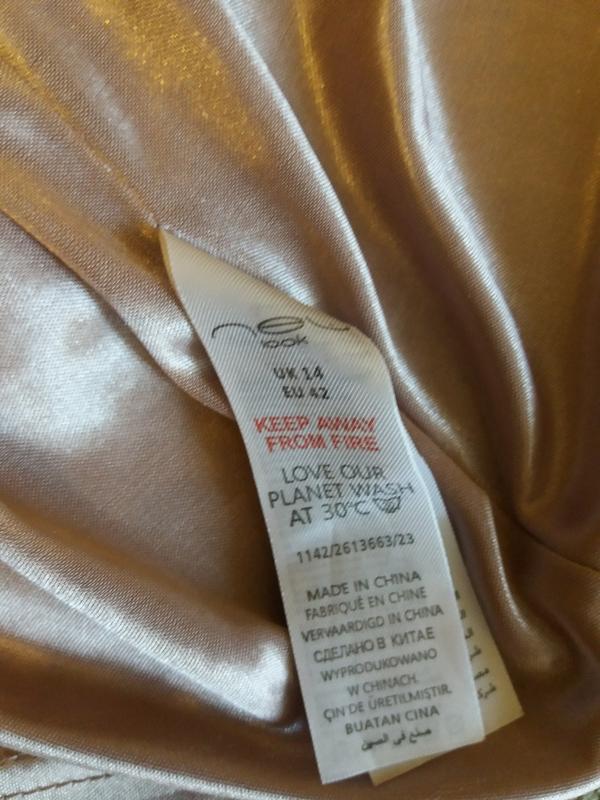 new
look
UK 14
EU 42
KEEP AWAY
FROM FIRE
LOVE OUR
PLANET WASH
AT 30°C
1142/2613663/23
MADE IN CHINA
FABRIQUÉ EN CHINE
VERVAARDIGD IN CHINA
СДЕЛАНО В КИТАЕ
WYPRODUKOWANO
W CHINACH.
ÇIN'DE ÜRETILMISTIR.
BUATAN CINA
صنع في الصين